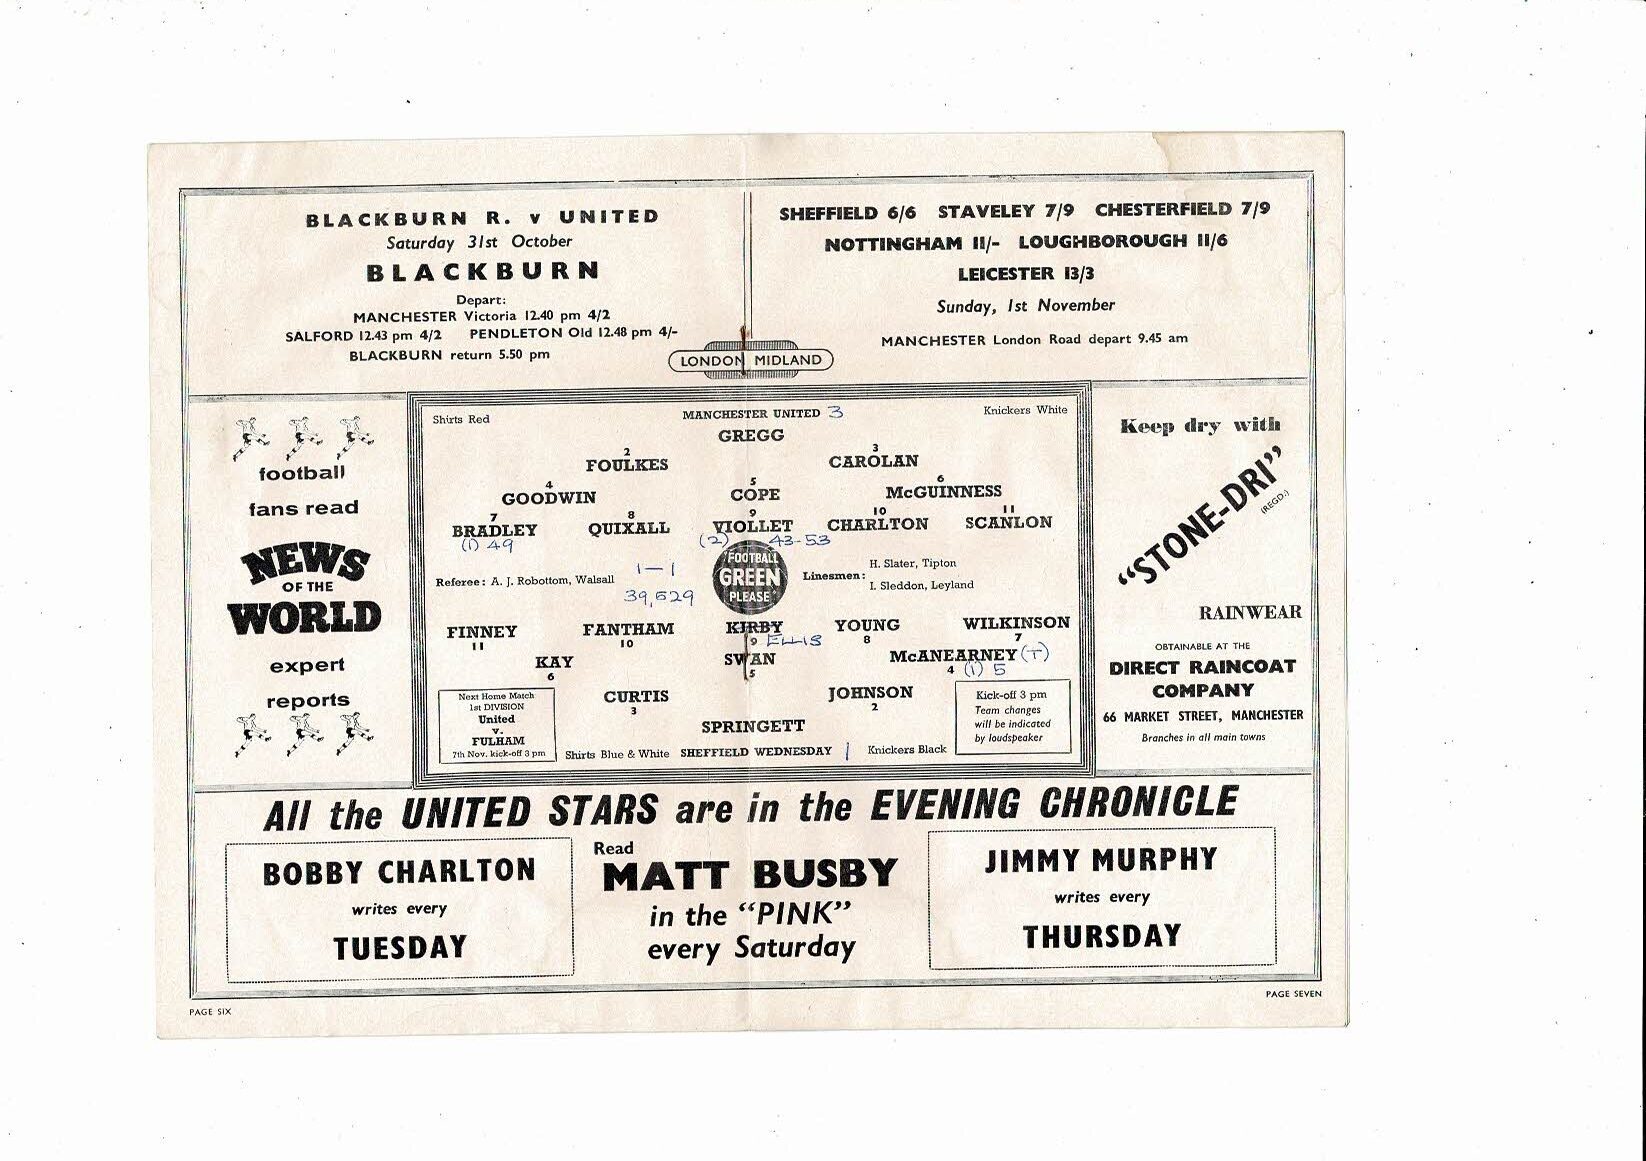 BLACKBURN R. v UNITED
Saturday 31st October
BLACKBURN
Depart:
MANCHESTER Victoria 12.40 pm 4/2
SALFORD 12.43 pm 4/2 PENDLETON Old 12.48 pm 4/-
BLACKBURN return 5.50 pm
SHEFFIELD 6/6 STAVELEY 7/9 CHESTERFIELD 7/9
NOTTINGHAM 11/- LOUGHBOROUGH 11/6
LEICESTER 13/3
Sunday, 1st November
MANCHESTER London Road depart 9.45 am
LONDON MIDLAND
football
fans read
NEWS
OF THE
WORLD
expert
reports
Shirts Red
MANCHESTER UNITED 3
Knickers White
GREGG
2
FOULKES
3
CAROLAN
4
GOODWIN
5
COPE
6
McGUINNESS
7
BRADLEY
(1) 49
8
QUIXALL
9
VIOLLET
(2) 43-53
10
CHARLTON
11
SCANLON
Referee: A. J. Robottom, Walsall
1-1
39,529
"FOOTBALL
GREEN
PLEASE"
Linesmen:
H. Slater, Tipton
I. Sleddon, Leyland
FINNEY
11
FANTHAM
10
KIRBY
9 ELLIS
YOUNG
8
WILKINSON
7
KAY
6
SWAN
5
McANEARNEY (T)
4 (1) 5
CURTIS
3
JOHNSON
2
SPRINGETT
Next Home Match
1st DIVISION
United
v.
FULHAM
7th Nov. kick-off 3 pm
Shirts Blue & White SHEFFIELD WEDNESDAY 1 Knickers Black
Kick-off 3 pm
Team changes
will be indicated
by loudspeaker
Keep dry with
"STONE-DRI"
(REGD.)
RAINWEAR
OBTAINABLE AT THE
DIRECT RAINCOAT
COMPANY
66 MARKET STREET, MANCHESTER
Branches in all main towns
All the UNITED STARS are in the EVENING CHRONICLE
BOBBY CHARLTON
writes every
TUESDAY
Read
MATT BUSBY
in the "PINK"
every Saturday
JIMMY MURPHY
writes every
THURSDAY
PAGE SIX
PAGE SEVEN